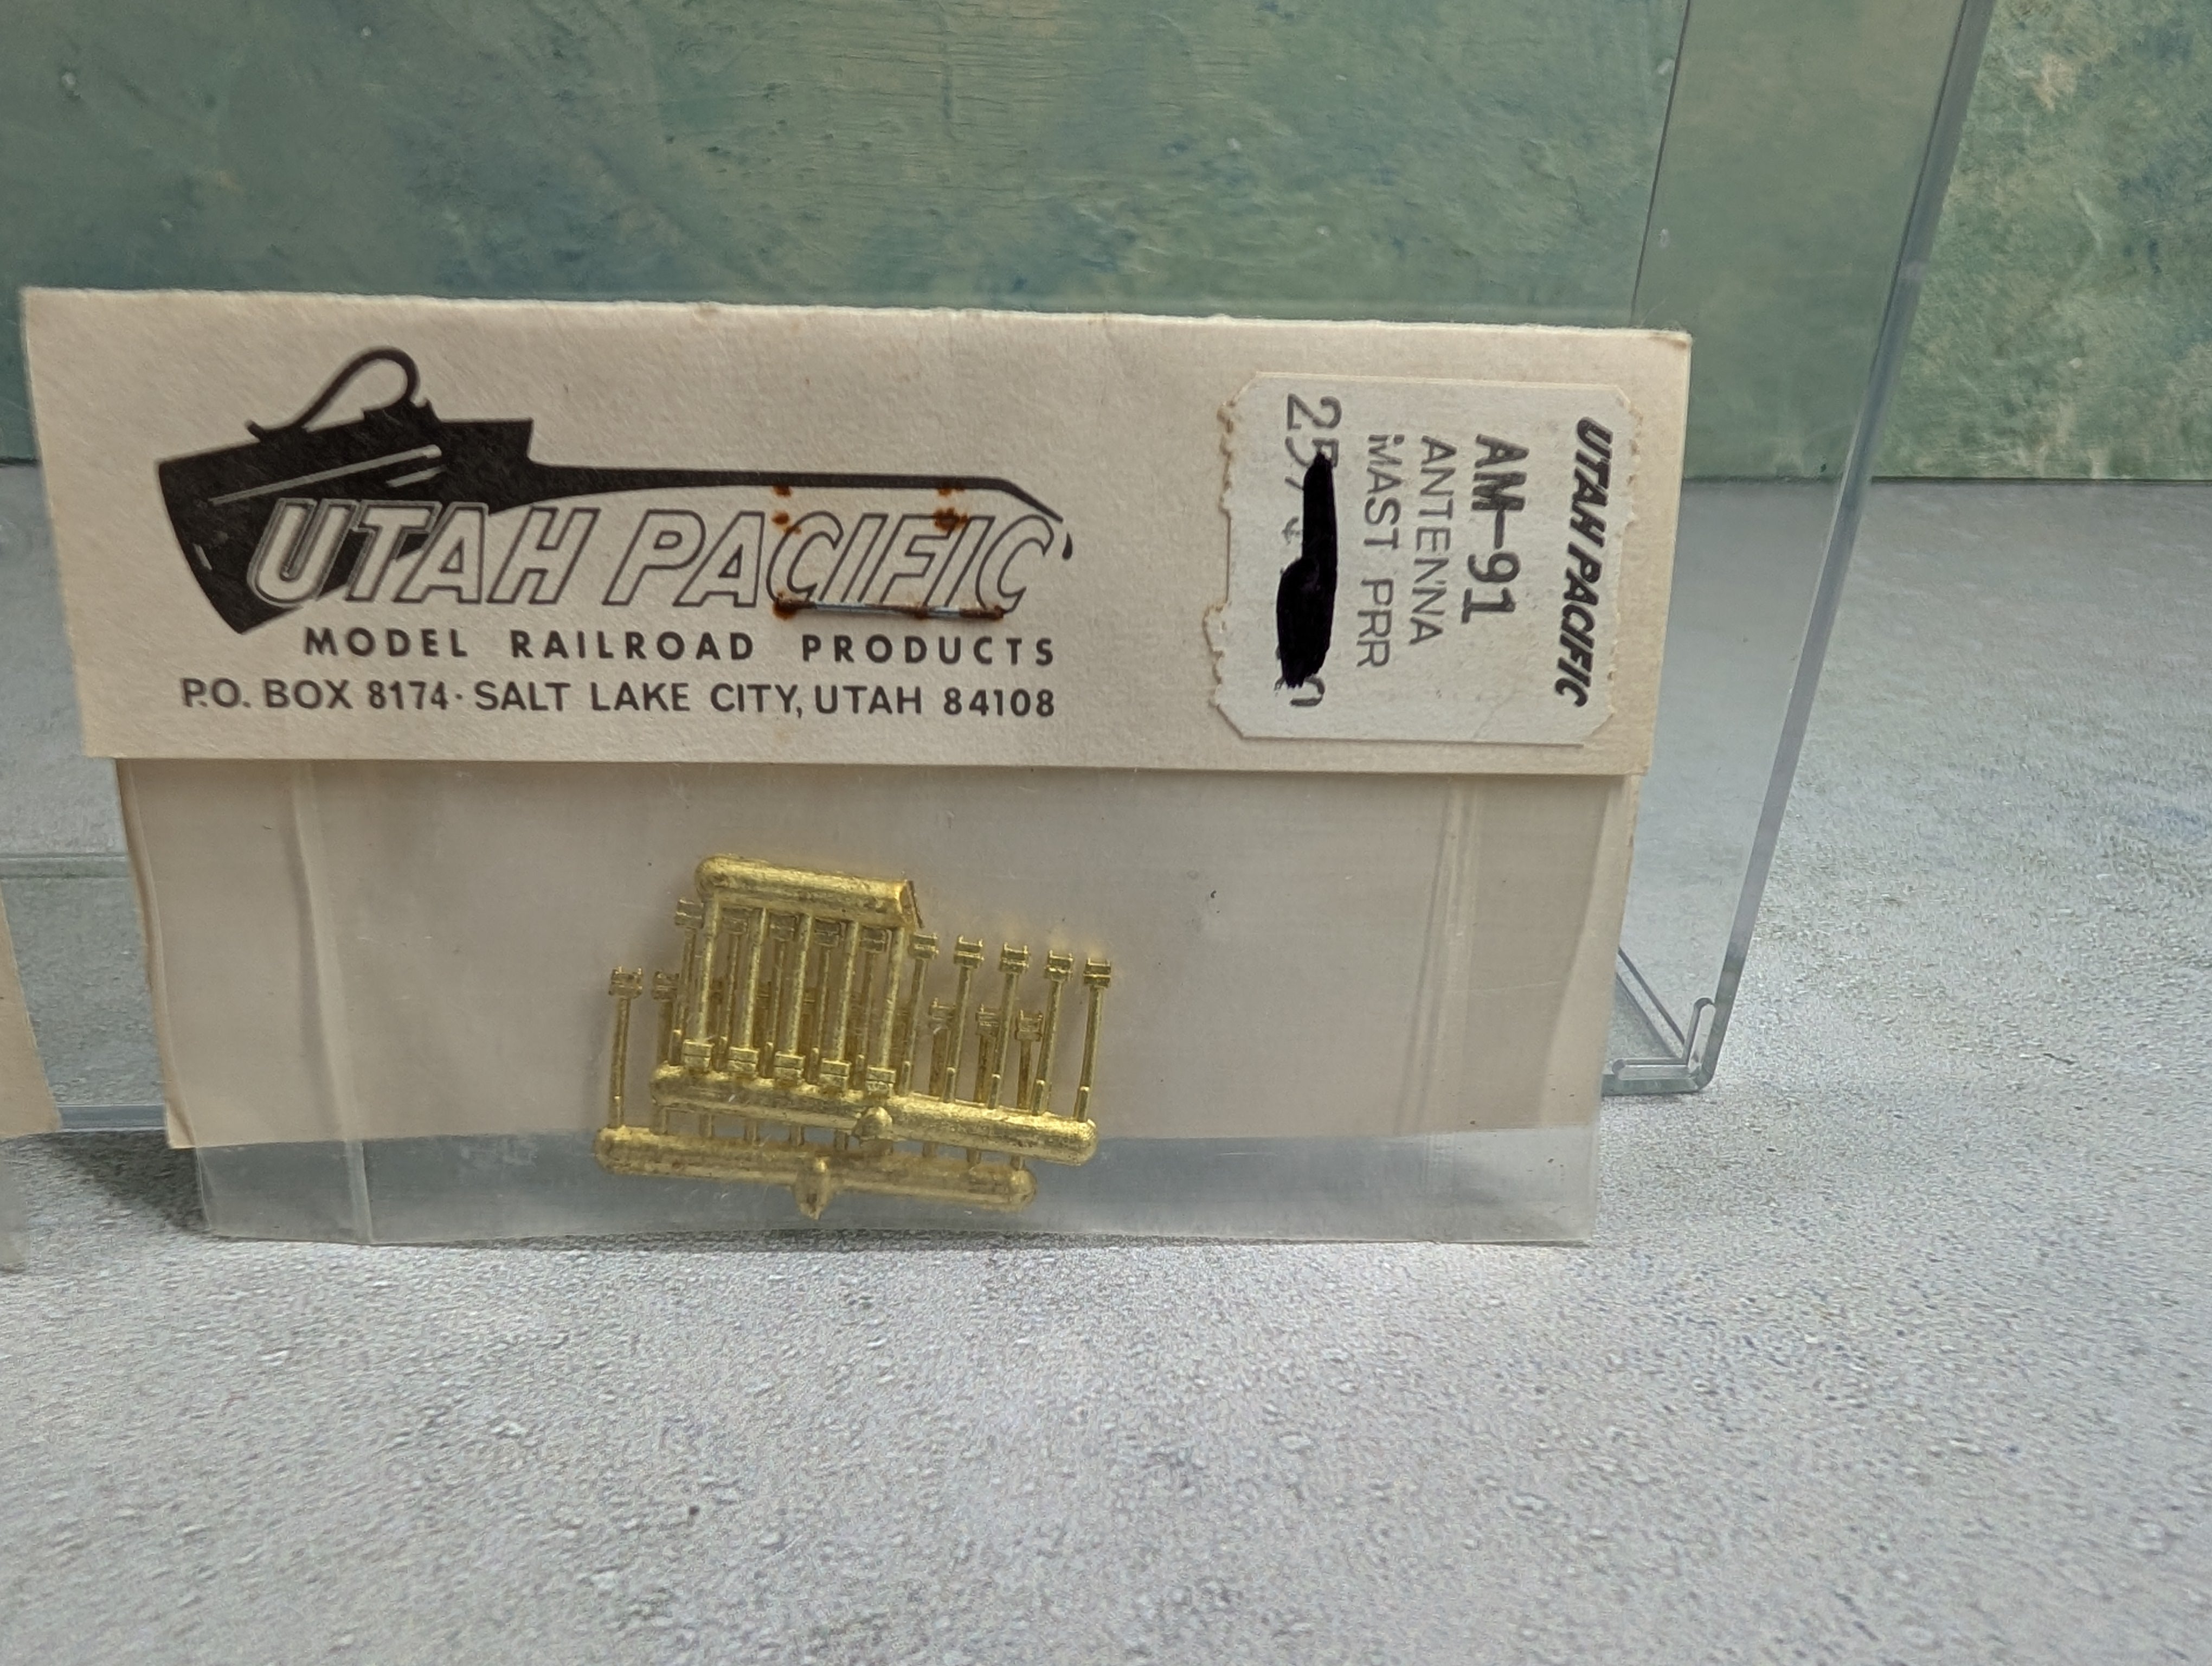 UTAH PACIFIC
MODEL RAILROAD PRODUCTS
P.O. BOX 8174 · SALT LAKE CITY, UTAH 84108
UTAH PACIFIC
AM-91
ANTENNA
MAST PRR